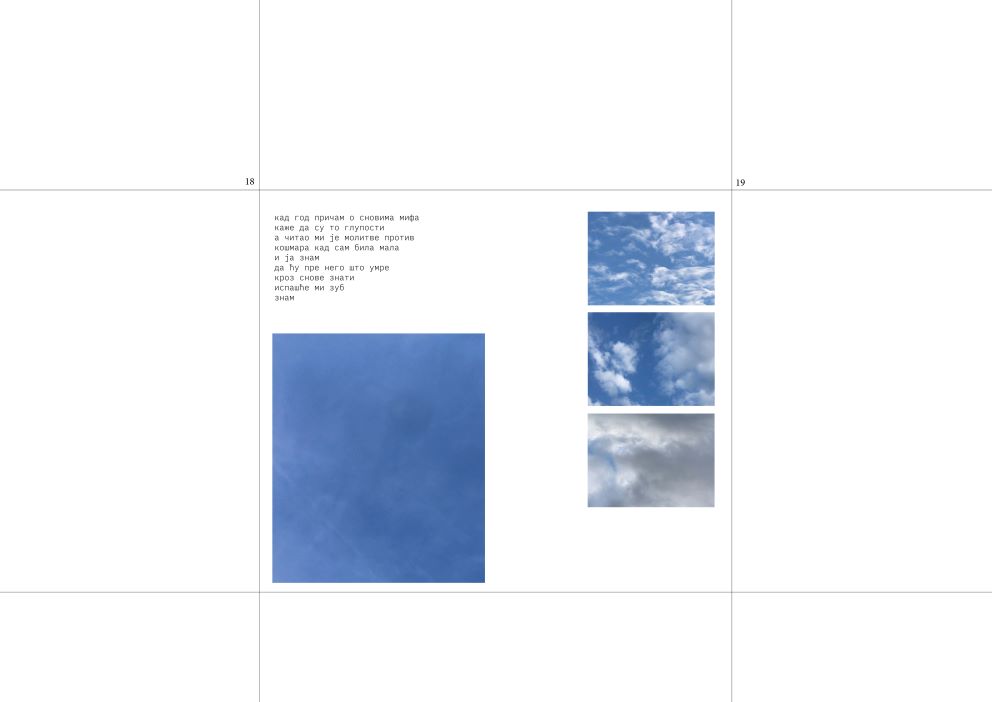 18
19
кад год причам о сновима мифа
каже да су то глупости
а читао ми је молитве против
кошмара кад сам била мала
и ја знам
да ћу пре него што умре
кроз снове знати
испашће ми зуб
знам